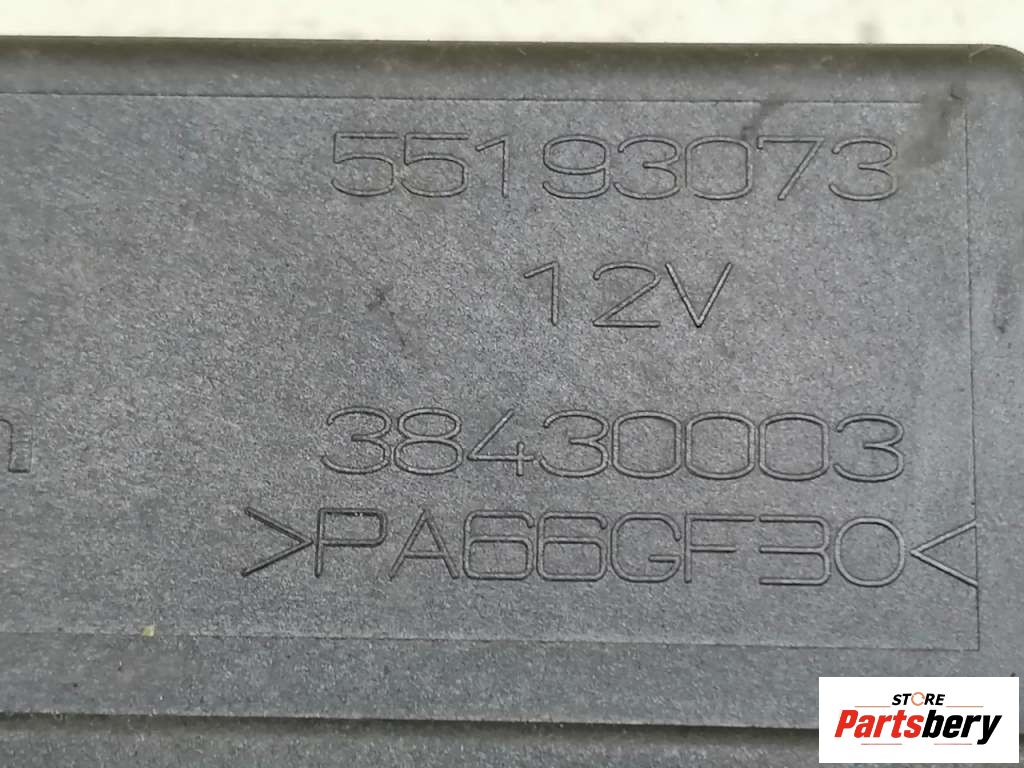 55193073
12V
38430003
>PA66GF30<
STORE
Partsbery